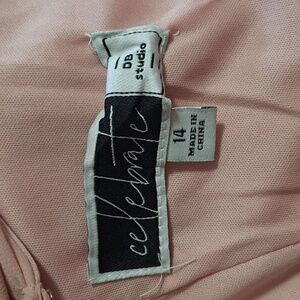 DB
studio
celebrate
14
MADE IN
CHINA